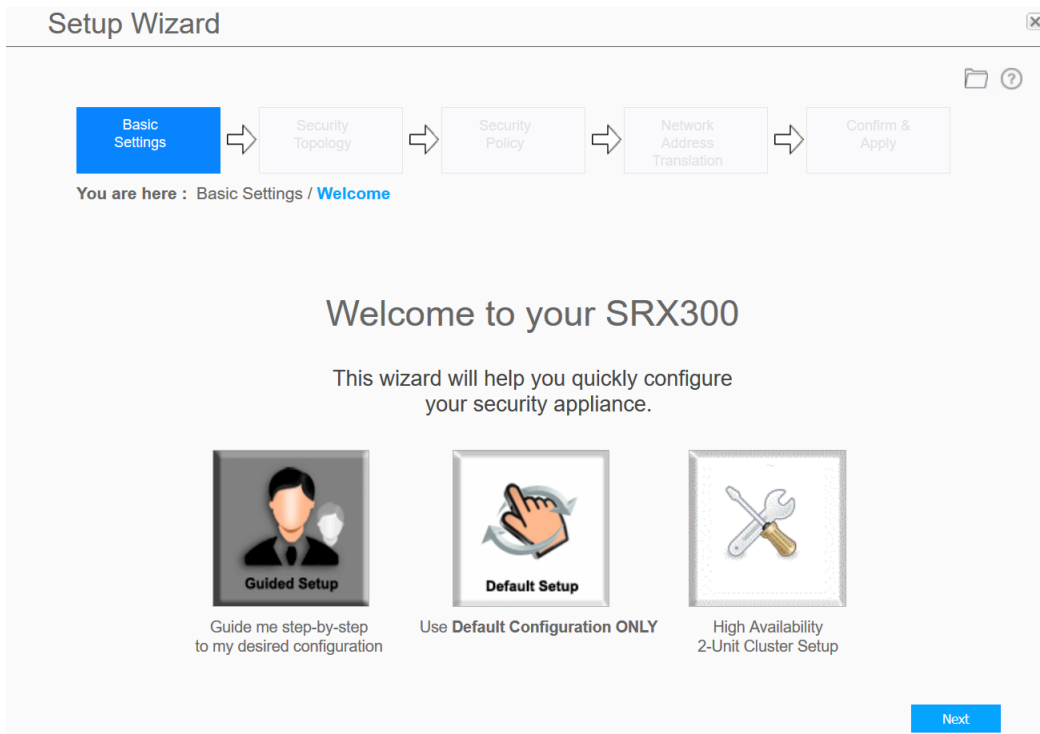 Setup Wizard
Basic
Settings
Security
Topology
Security
Policy
Network
Address
Translation
Confirm &
Apply
You are here : Basic Settings / Welcome
Welcome to your SRX300
This wizard will help you quickly configure
your security appliance.
Guided Setup
Default Setup
Guide me step-by-step
to my desired configuration
Use Default Configuration ONLY
High Availability
2-Unit Cluster Setup
Next